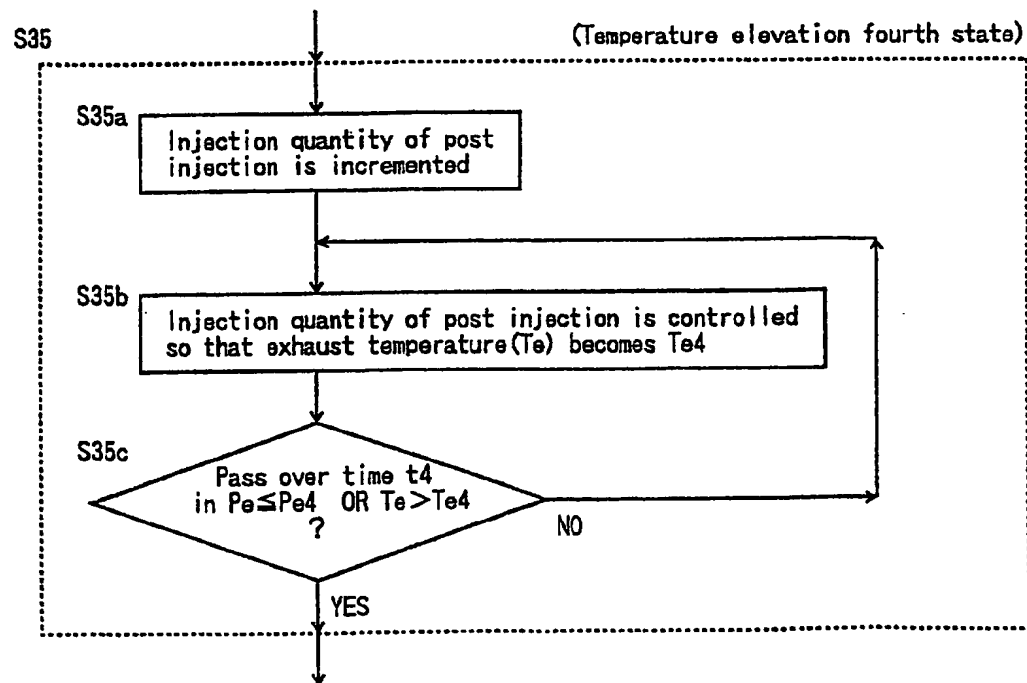 S35
(Temperature elevation fourth state)
S35a
Injection quantity of post
injection is incremented
S35b
Injection quantity of post injection is controlled
so that exhaust temperature(Te) becomes Te4
S35c
Pass over time t4
in Pe≦Pe4 OR Te>Te4
?
NO
YES